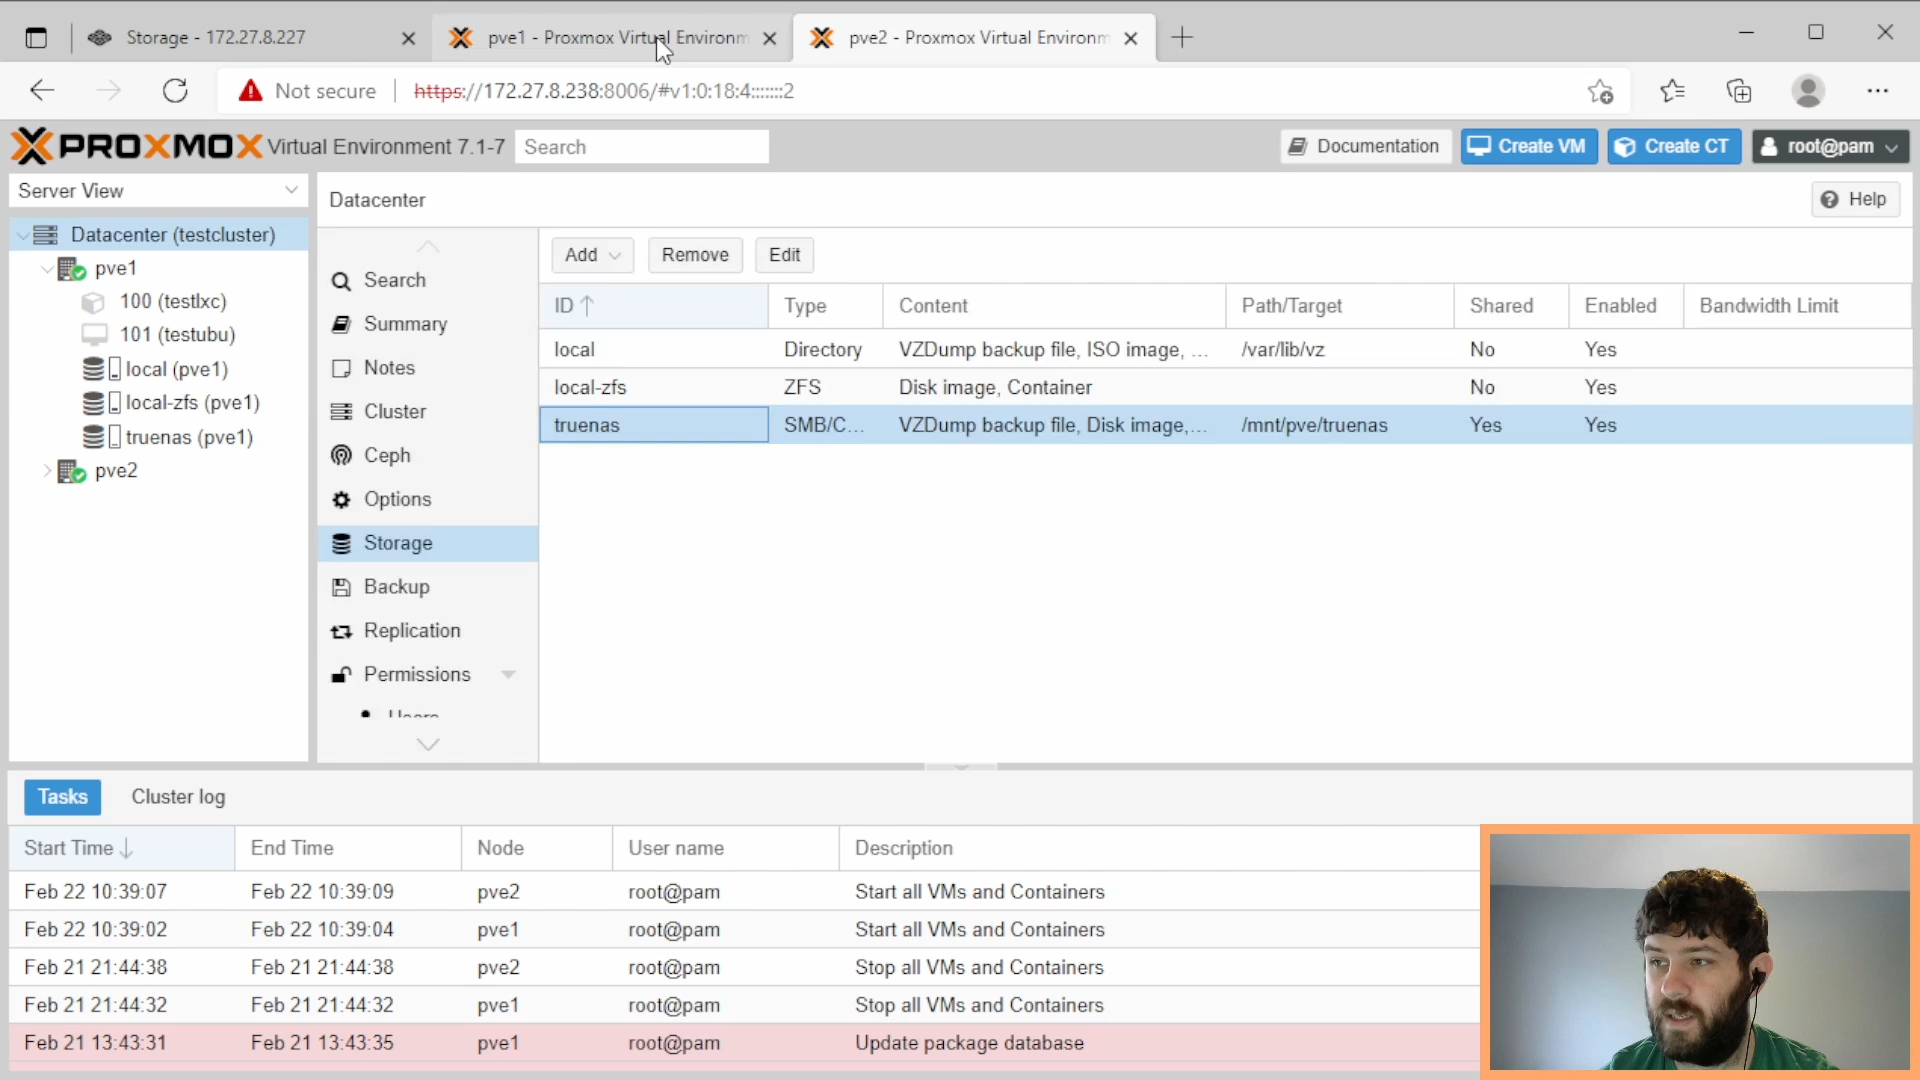 Storage - 172.27.8.227
pve1 - Proxmox Virtual Environm
pve2 - Proxmox Virtual Environm
Not secure
https://172.27.8.238:8006/#v1:0:18:4:::::::2
PROXMOX Virtual Environment 7.1-7
Search
Documentation
Create VM
Create CT
root@pam
Server View
Datacenter
Help
Datacenter (testcluster)
pve1
100 (testlxc)
101 (testubu)
local (pve1)
local-zfs (pve1)
truenas (pve1)
pve2
Search
Summary
Notes
Cluster
Ceph
Options
Storage
Backup
Replication
Permissions
Users
Add
Remove
Edit
ID Type Content Path/Target Shared Enabled Bandwidth Limit
local Directory VZDump backup file, ISO image, ... /var/lib/vz No Yes
local-zfs ZFS Disk image, Container No Yes
truenas SMB/C... VZDump backup file, Disk image,... /mnt/pve/truenas Yes Yes
Tasks
Cluster log
Start Time End Time Node User name Description
Feb 22 10:39:07 Feb 22 10:39:09 pve2 root@pam Start all VMs and Containers
Feb 22 10:39:02 Feb 22 10:39:04 pve1 root@pam Start all VMs and Containers
Feb 21 21:44:38 Feb 21 21:44:38 pve2 root@pam Stop all VMs and Containers
Feb 21 21:44:32 Feb 21 21:44:32 pve1 root@pam Stop all VMs and Containers
Feb 21 13:43:31 Feb 21 13:43:35 pve1 root@pam Update package database